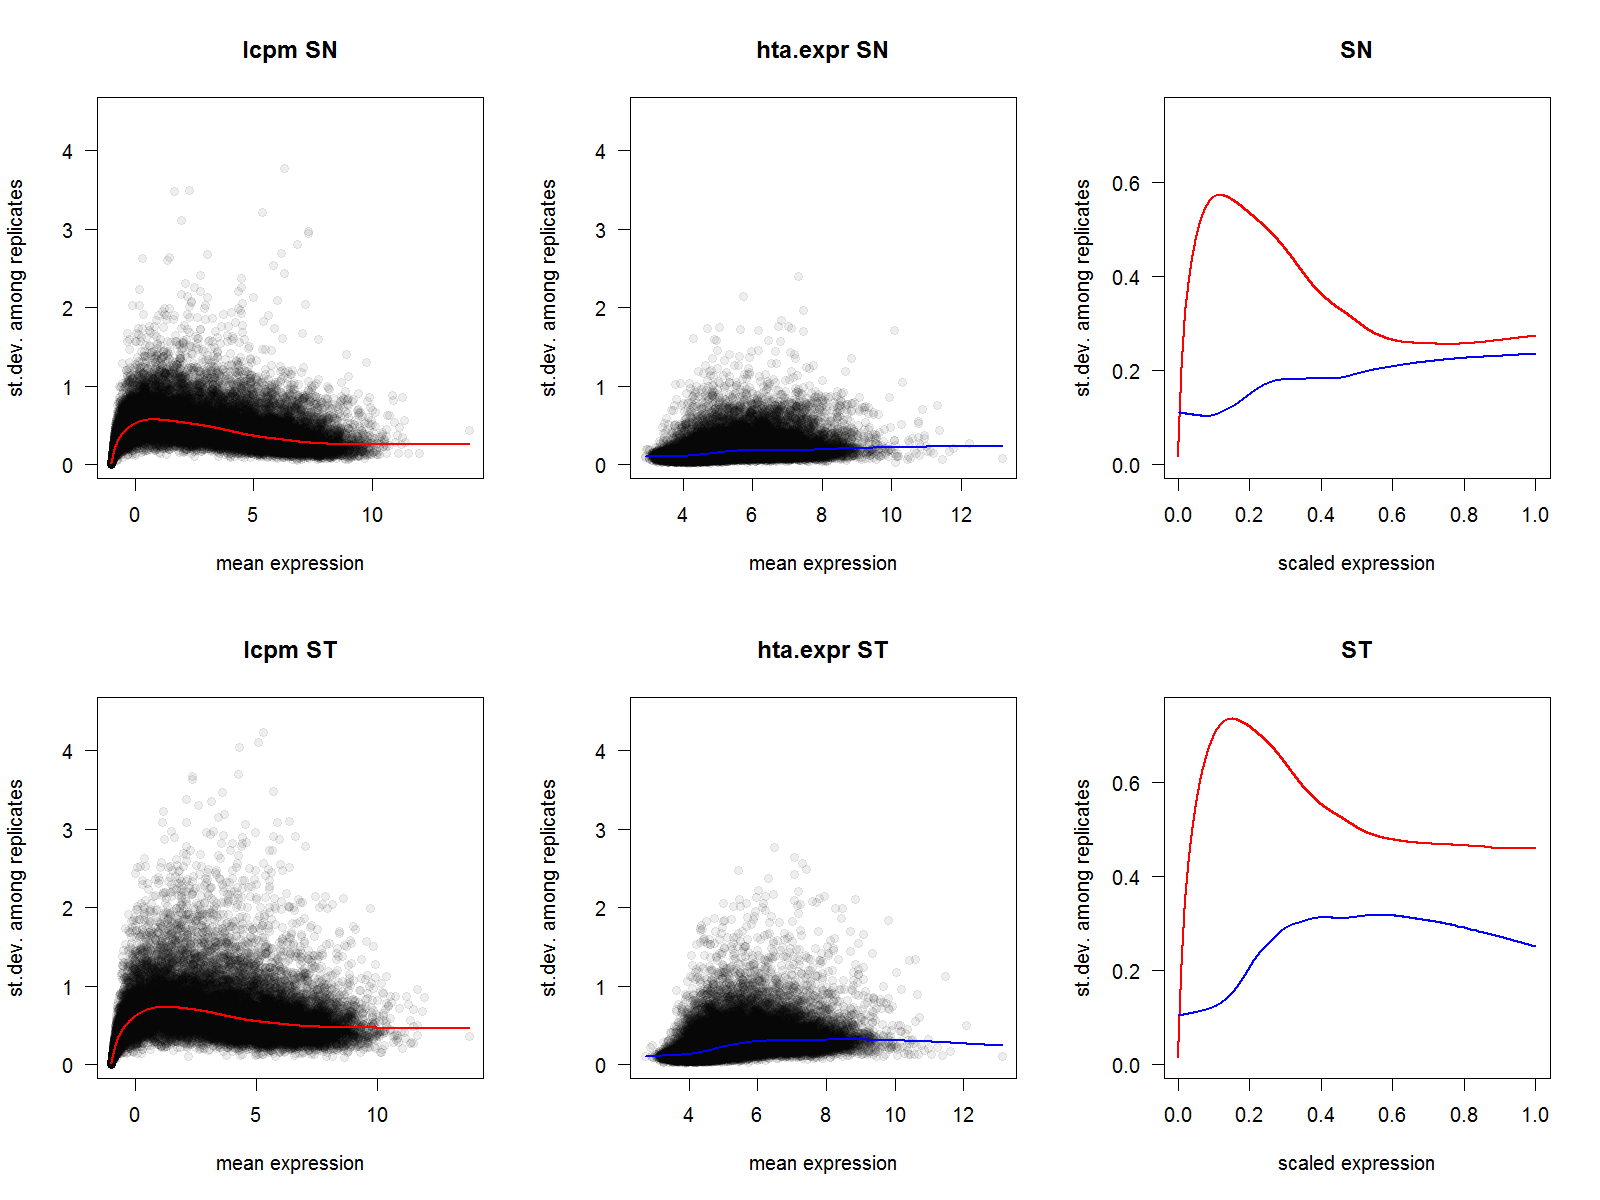 lcpm SN
hta.expr SN
SN
st.dev. among replicates
0 1 2 3 4
0 5 10
mean expression
st.dev. among replicates
0 1 2 3 4
4 6 8 10 12
mean expression
st.dev. among replicates
0.0 0.2 0.4 0.6
0.0 0.2 0.4 0.6 0.8 1.0
scaled expression
lcpm ST
hta.expr ST
ST
st.dev. among replicates
0 1 2 3 4
0 5 10
mean expression
st.dev. among replicates
0 1 2 3 4
4 6 8 10 12
mean expression
st.dev. among replicates
0.0 0.2 0.4 0.6
0.0 0.2 0.4 0.6 0.8 1.0
scaled expression